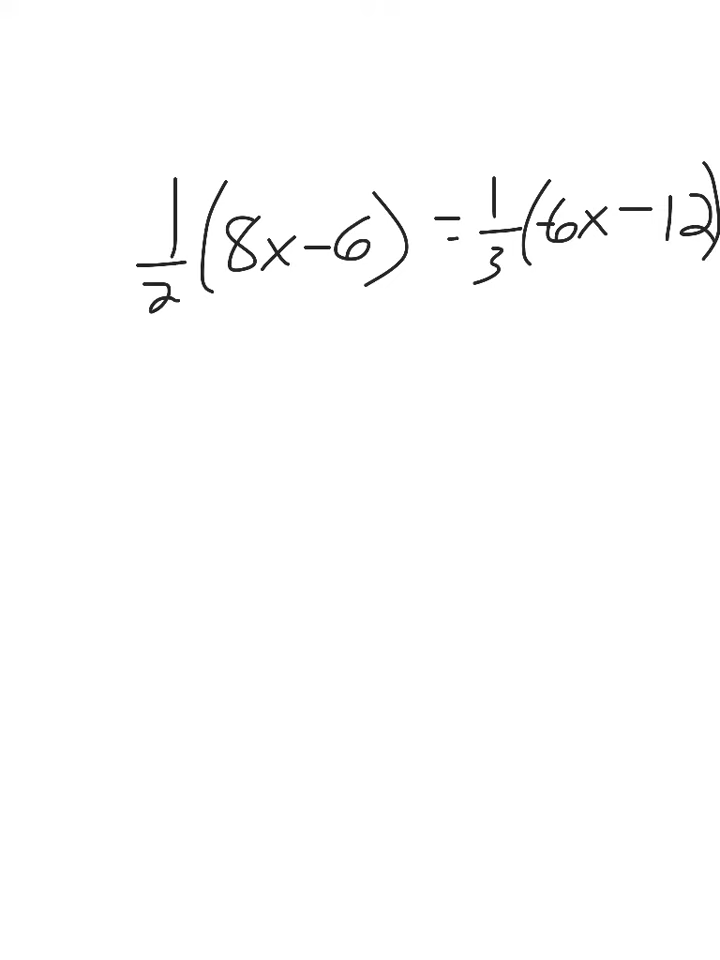 1/2(8x-6) = 1/3(-6x-12)